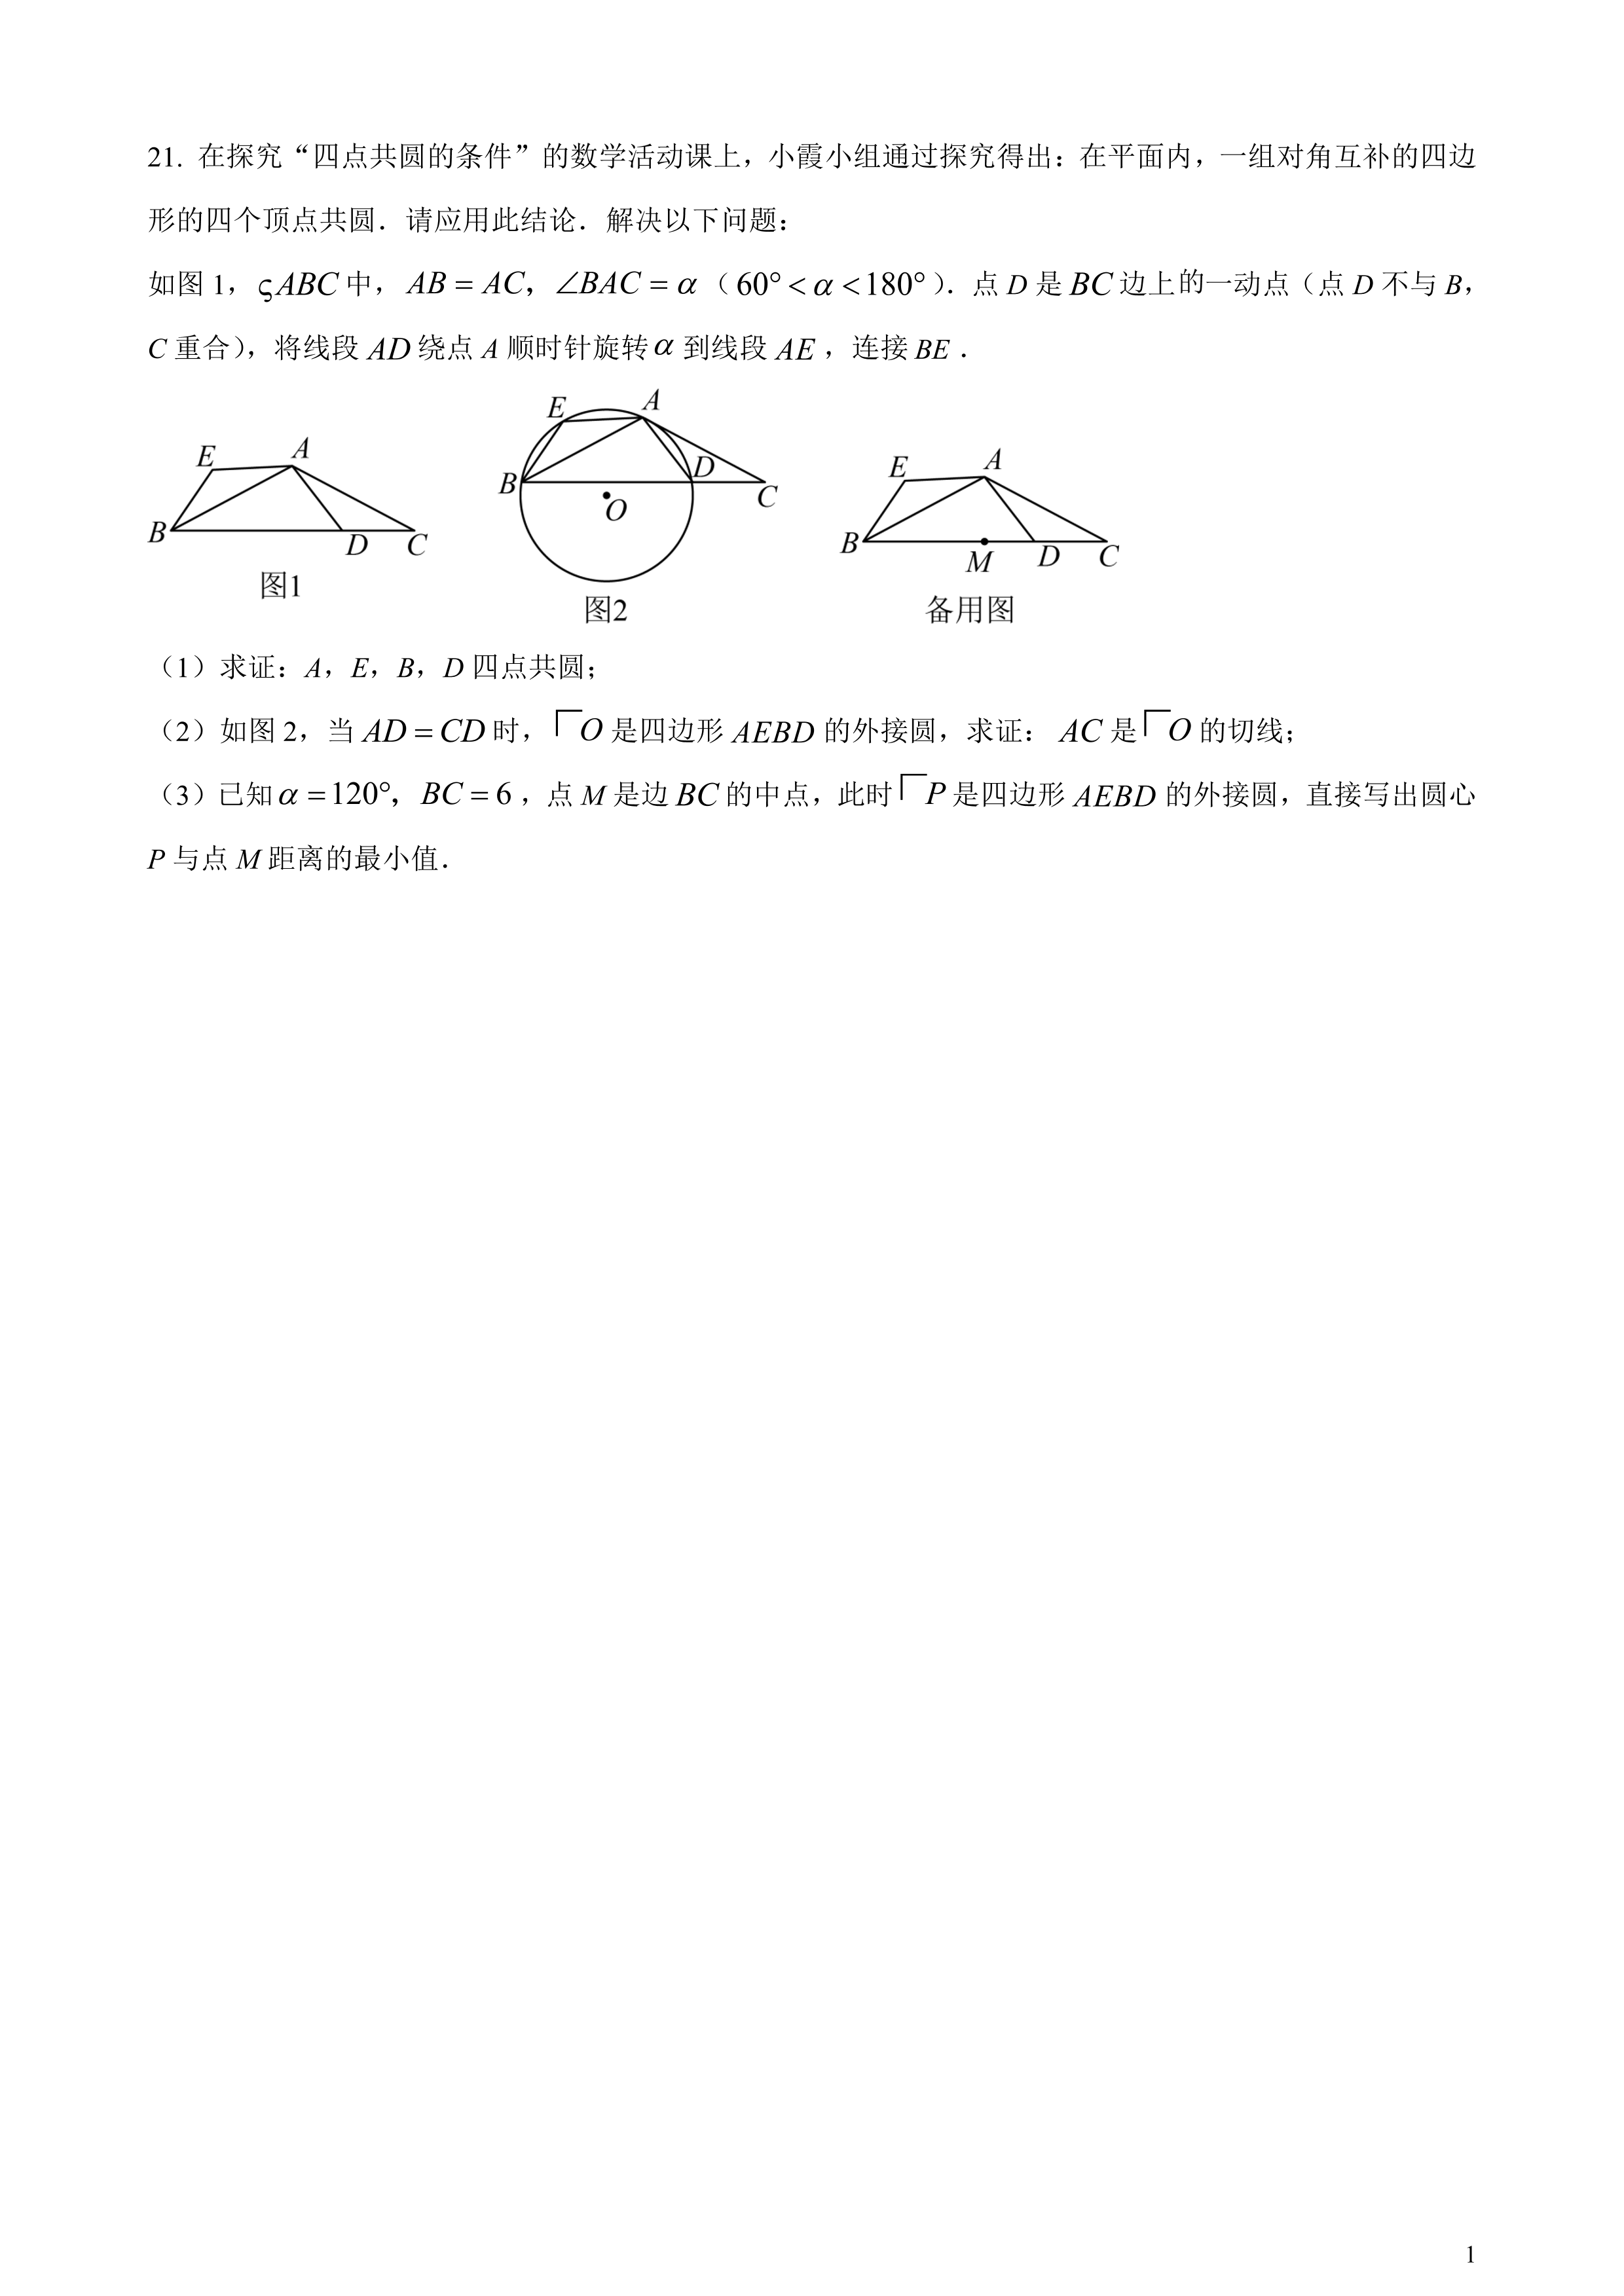 21. 在探究“四点共圆的条件”的数学活动课上，小霞小组通过探究得出：在平面内，一组对角互补的四边
形的四个顶点共圆．请应用此结论．解决以下问题：
如图 1，ςABC 中，AB = AC，∠BAC = α（60° < α < 180°）．点 D 是 BC 边上的一动点（点 D 不与 B，
C 重合），将线段 AD 绕点 A 顺时针旋转 α 到线段 AE，连接 BE．
E A B D C
图1
E A B D C O
图2
E A B M D C
备用图
（1）求证：A，E，B，D 四点共圆；
（2）如图 2，当 AD = CD 时，⎾O 是四边形 AEBD 的外接圆，求证：AC 是⎾O 的切线；
（3）已知 α = 120°，BC = 6，点 M 是边 BC 的中点，此时⎾P 是四边形 AEBD 的外接圆，直接写出圆心
P 与点 M 距离的最小值．
1